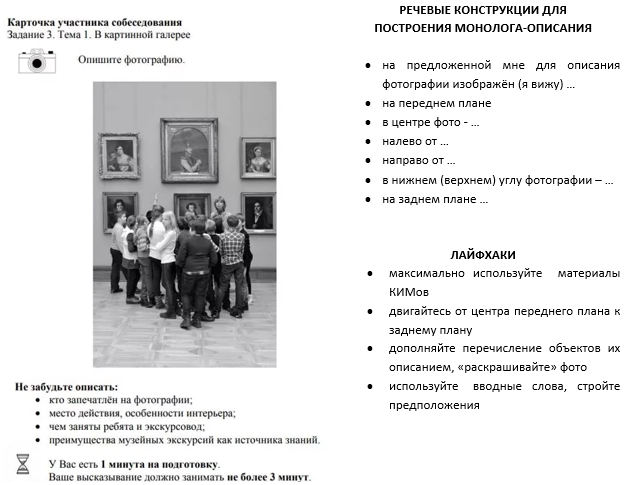 Карточка участника собеседования
Задание 3. Тема 1. В картинной галерее
Опишите фотографию.
Не забудьте описать:
• кто запечатлён на фотографии;
• место действия, особенности интерьера;
• чем заняты ребята и экскурсовод;
• преимущества музейных экскурсий как источника знаний.
У Вас есть 1 минута на подготовку.
Ваше высказывание должно занимать не более 3 минут.
РЕЧЕВЫЕ КОНСТРУКЦИИ ДЛЯ
ПОСТРОЕНИЯ МОНОЛОГА-ОПИСАНИЯ
• на предложенной мне для описания
фотографии изображён (я вижу) ...
• на переднем плане
• в центре фото - ...
• налево от ...
• направо от ...
• в нижнем (верхнем) углу фотографии – ...
• на заднем плане ...
ЛАЙФХАКИ
• максимально используйте материалы
КИМов
• двигайтесь от центра переднего плана к
заднему плану
• дополняйте перечисление объектов их
описанием, «раскрашивайте» фото
• используйте вводные слова, стройте
предположения